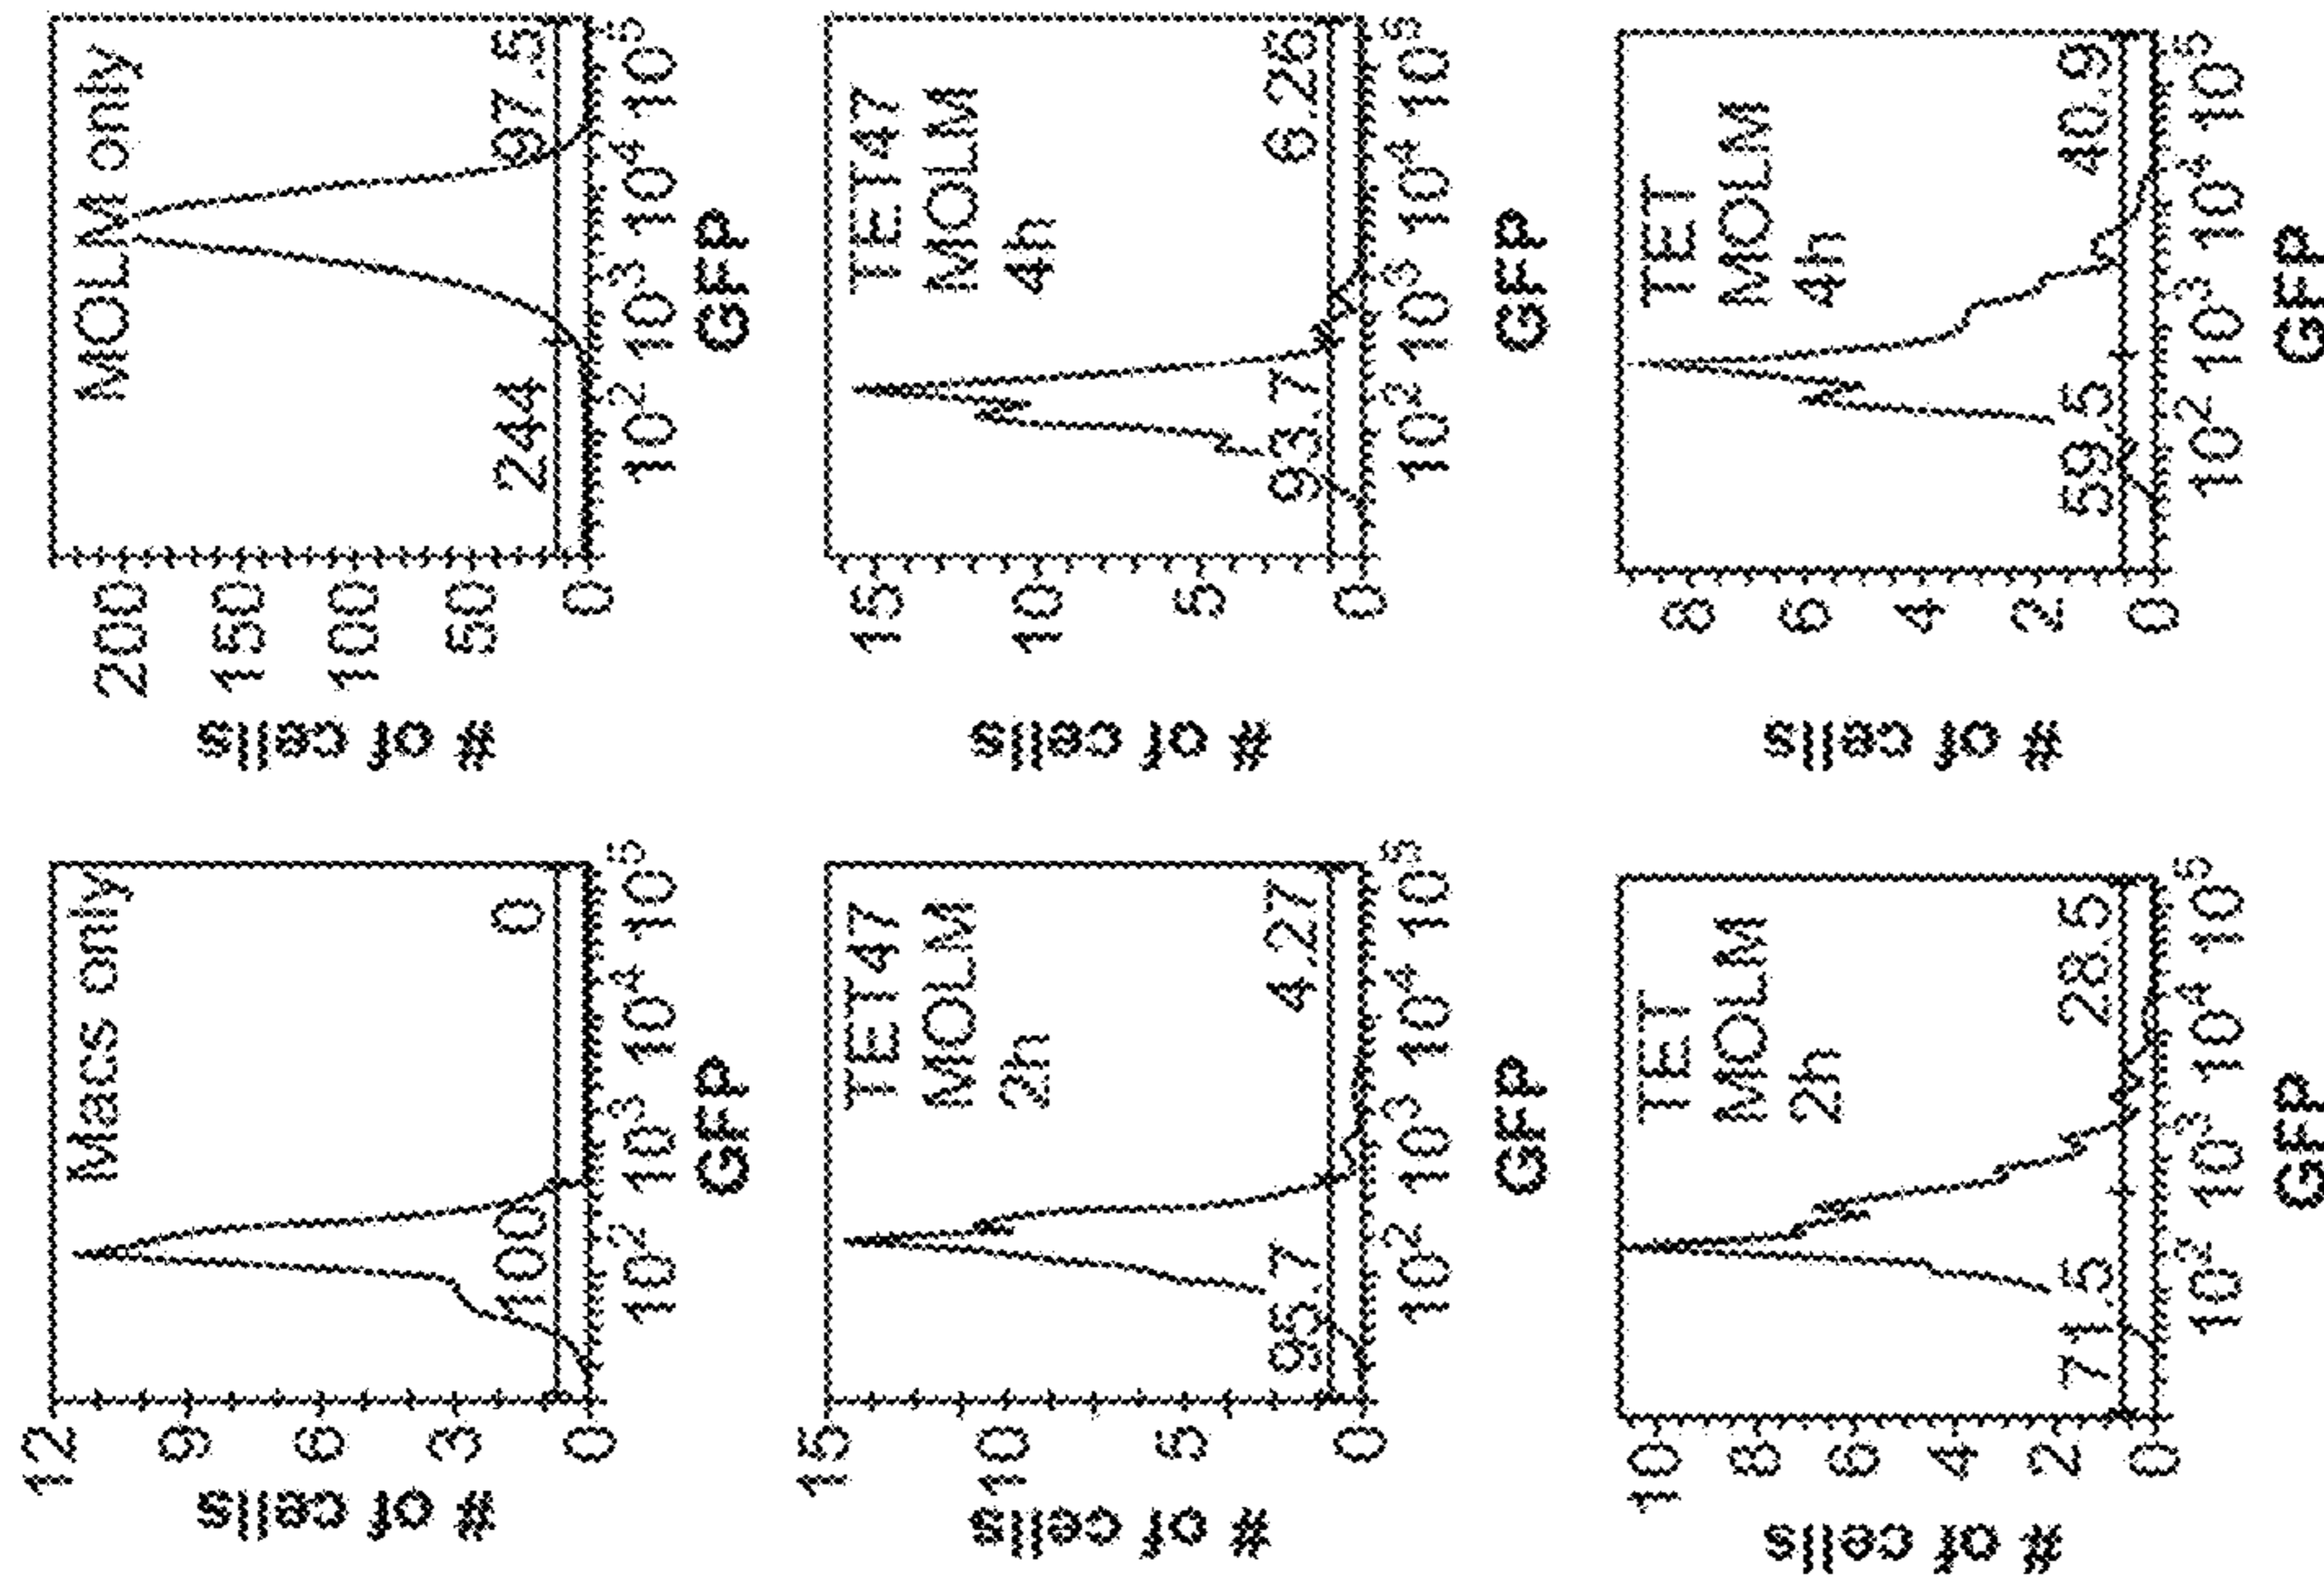 Macs only
12
9
6
3
0
# of cells
100
0
10² 10³ 10⁴ 10⁵
GFP
MOLM only
200
150
100
50
0
# of cells
244
97.5
10² 10³ 10⁴ 10⁵
GFP
TET47
MOLM
2h
15
10
5
0
# of cells
95.7
4.27
10² 10³ 10⁴ 10⁵
GFP
TET47
MOLM
4h
15
10
5
0
# of cells
93.7
6.26
10² 10³ 10⁴ 10⁵
GFP
TET
MOLM
2h
10
8
6
4
2
0
# of cells
71.5
28.5
10² 10³ 10⁴ 10⁵
GFP
TET
MOLM
4h
8
6
4
2
0
# of cells
59.5
40.9
10² 10³ 10⁴ 10⁵
GFP